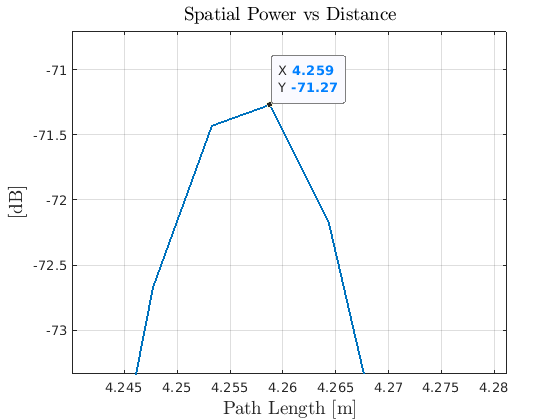 Spatial Power vs Distance
X 4.259
Y -71.27
-71
-71.5
-72
-72.5
-73
[dB]
4.245 4.25 4.255 4.26 4.265 4.27 4.275 4.28
Path Length [m]